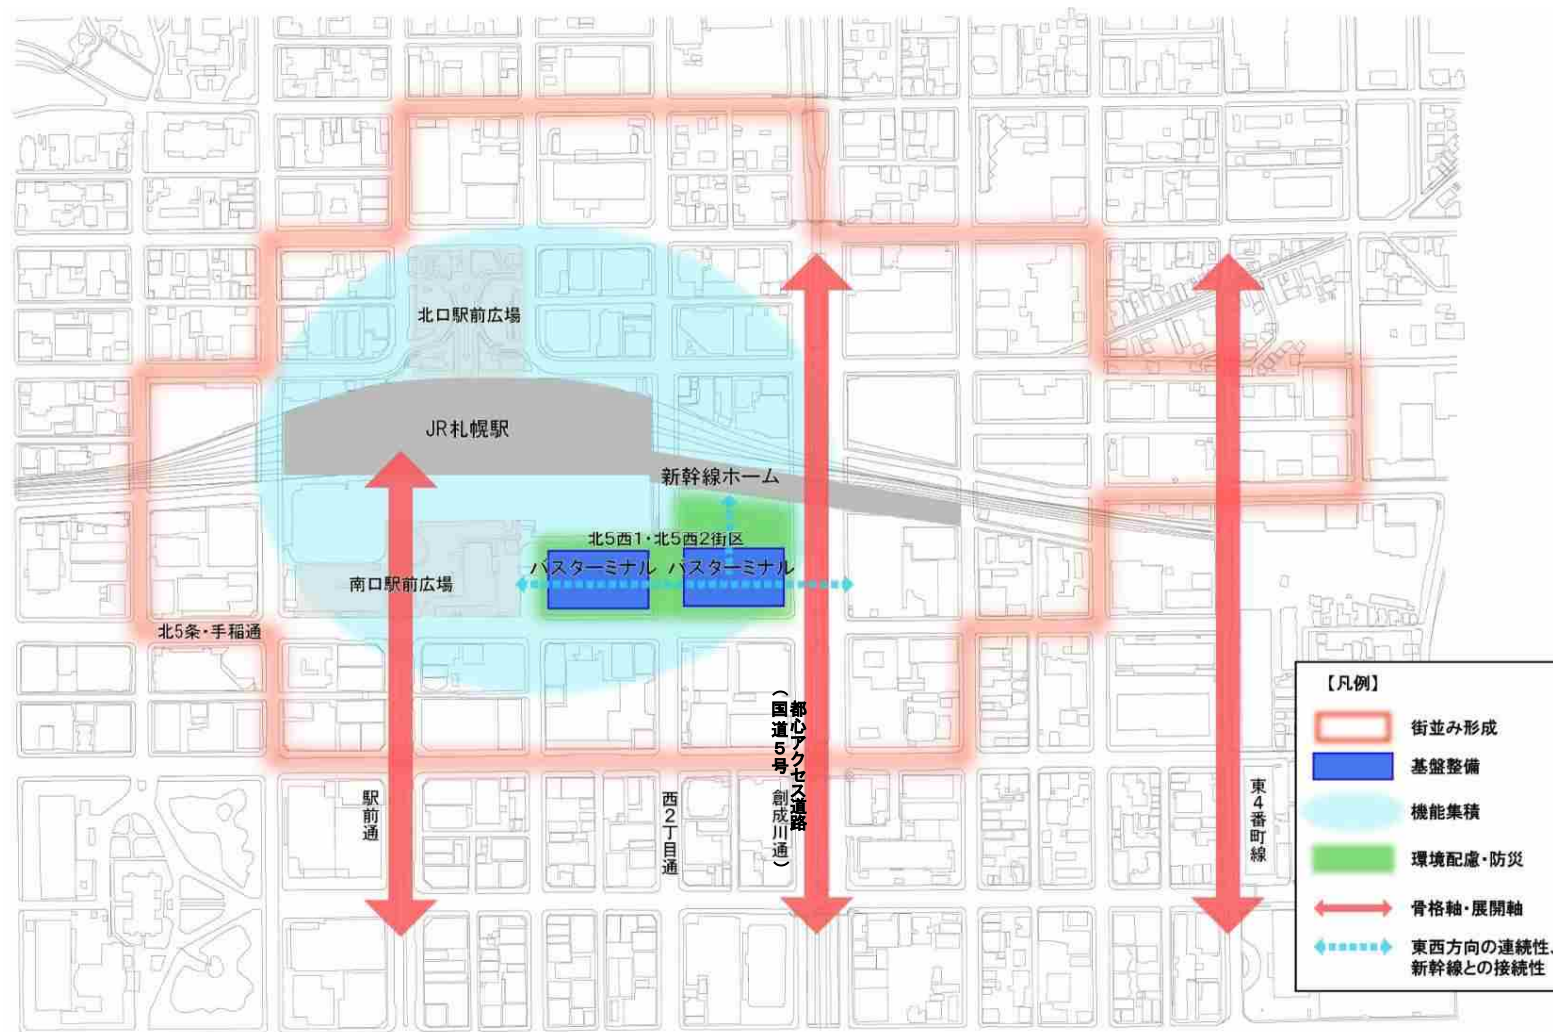 北口駅前広場
JR札幌駅
新幹線ホーム
北5西1・北5西2街区
バスターミナル
バスターミナル
南口駅前広場
北5条・手稲通
都心アクセス道路
(国道5号 創成川通)
駅前通
西2丁目通
東4番町線
【凡例】
街並み形成
基盤整備
機能集積
環境配慮・防災
骨格軸・展開軸
東西方向の連続性、
新幹線との接続性